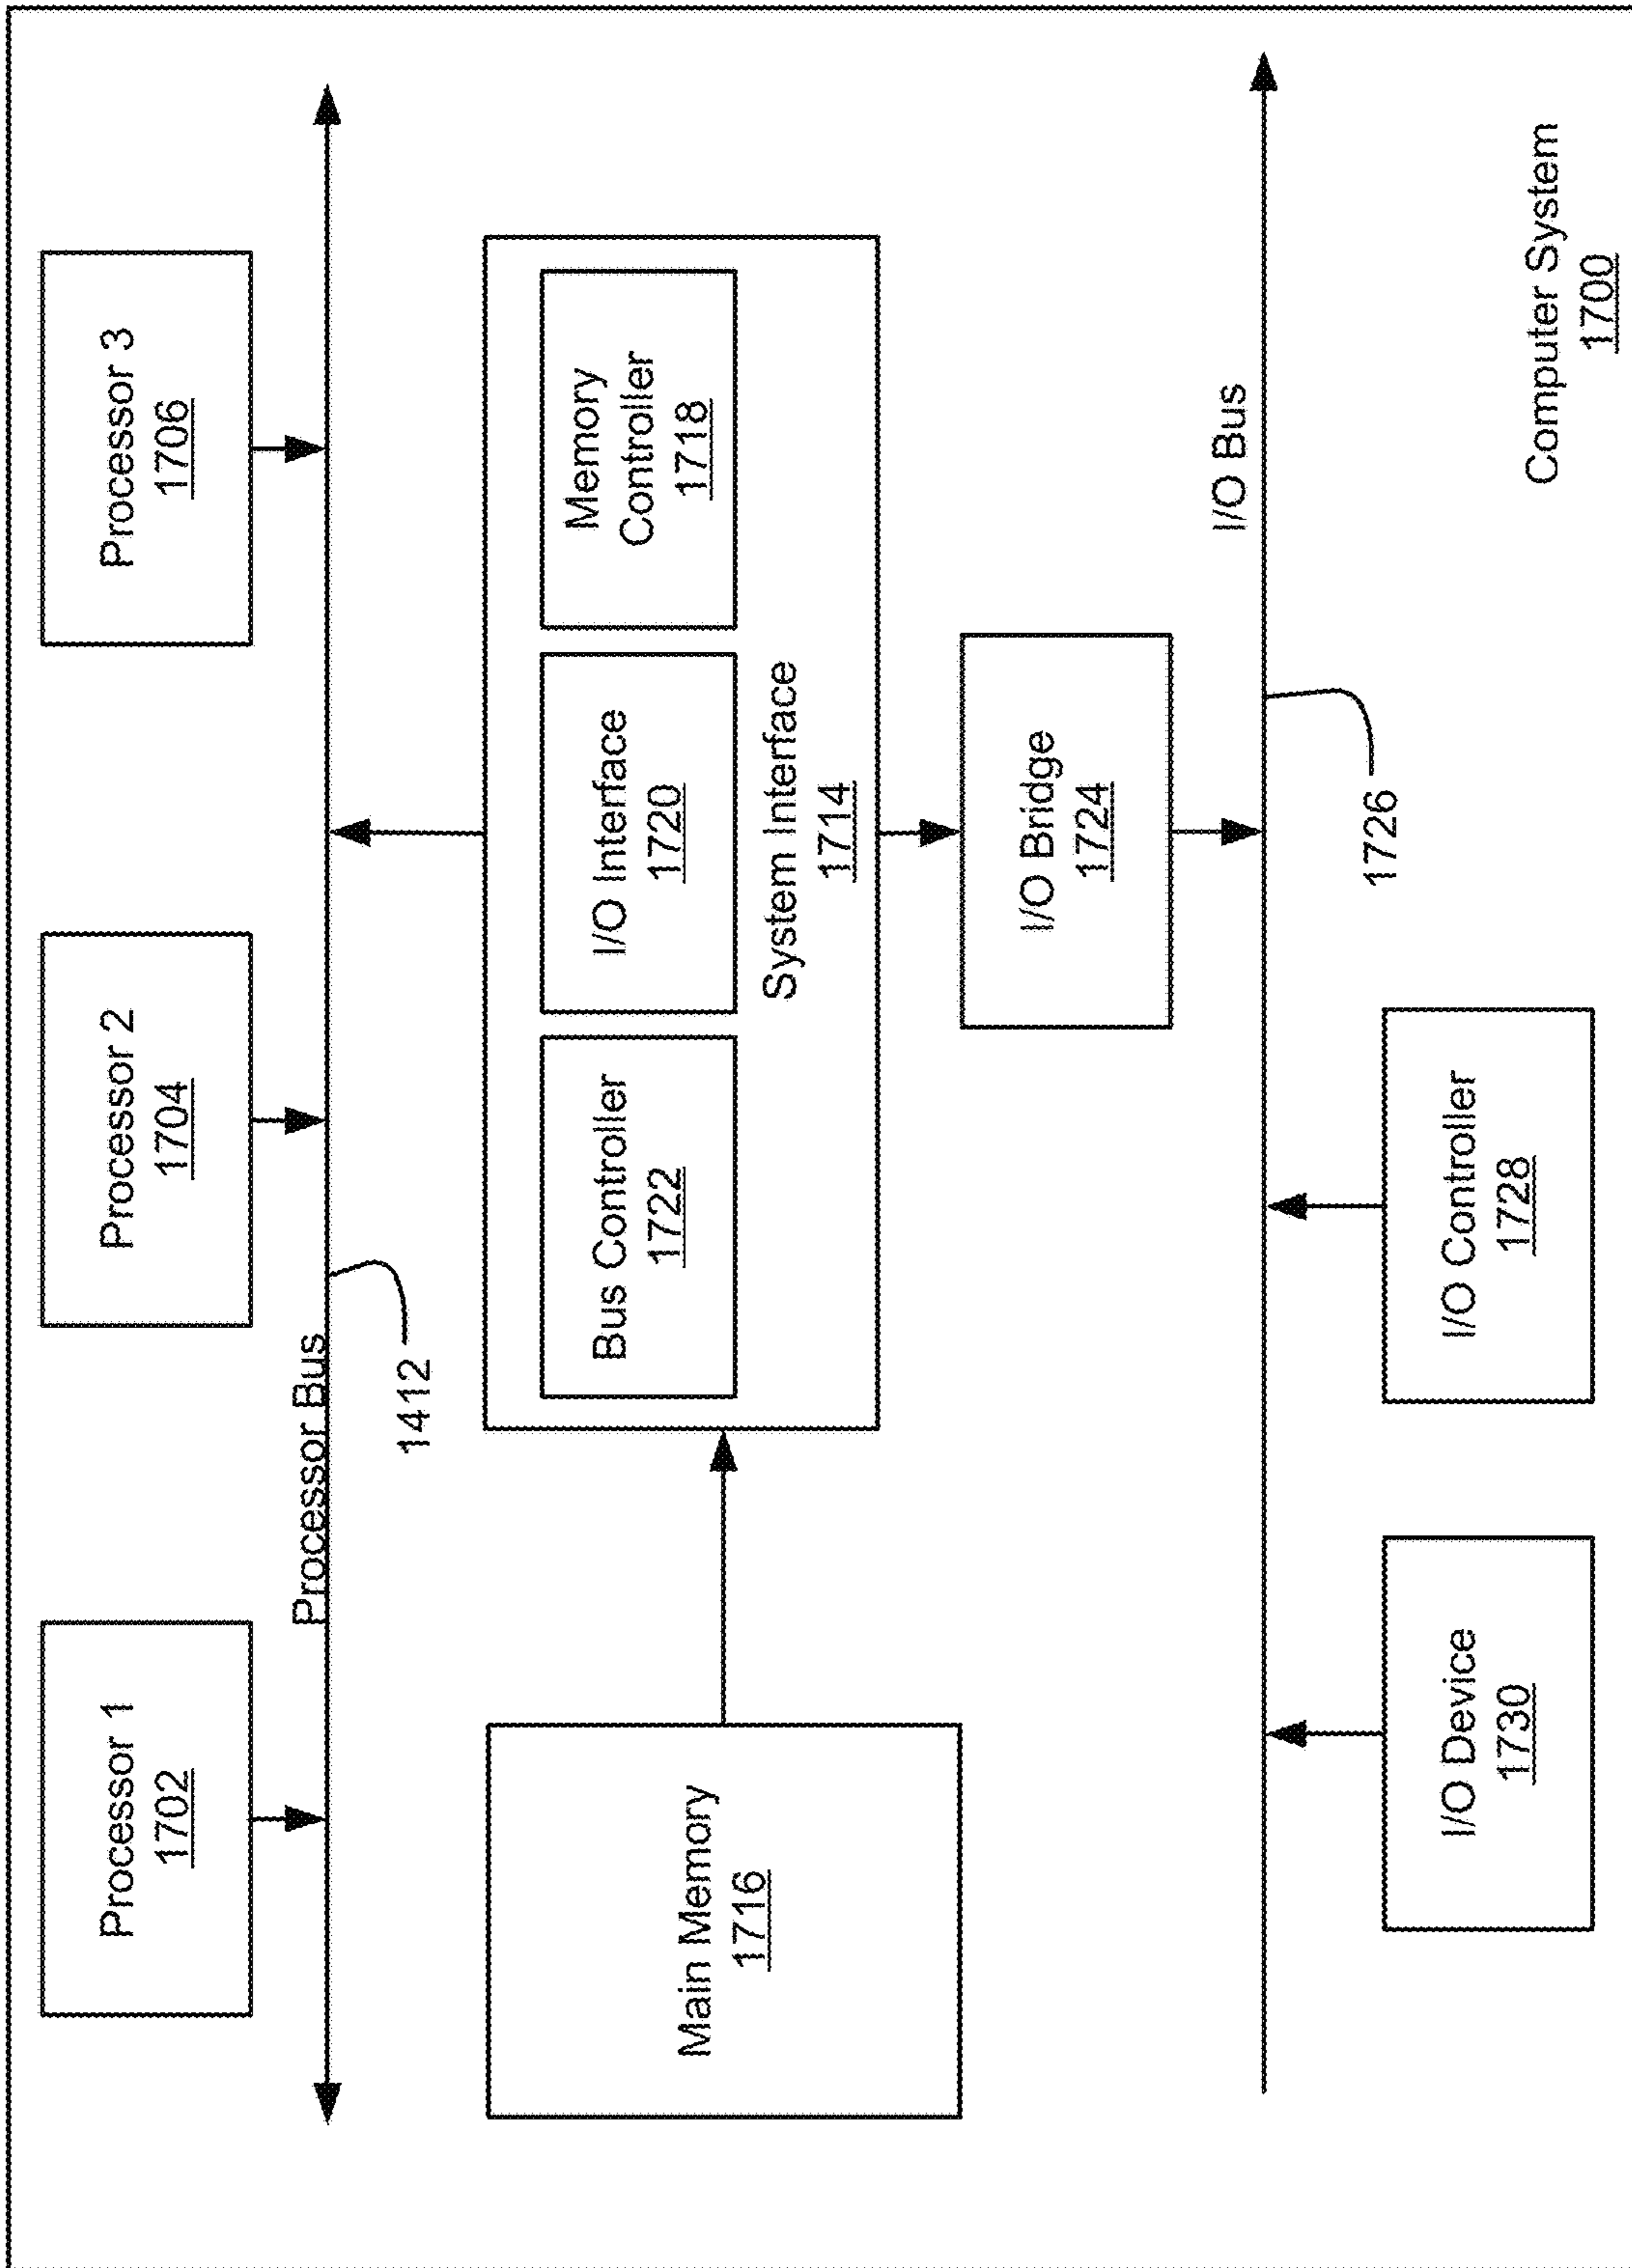 Processor 1
1702
Processor 2
1704
Processor 3
1706
Processor Bus
1412
Main Memory
1716
Bus Controller
1722
I/O Interface
1720
Memory
Controller
1718
System Interface
1714
I/O Bridge
1724
I/O Bus
1726
I/O Device
1730
I/O Controller
1728
Computer System
1700